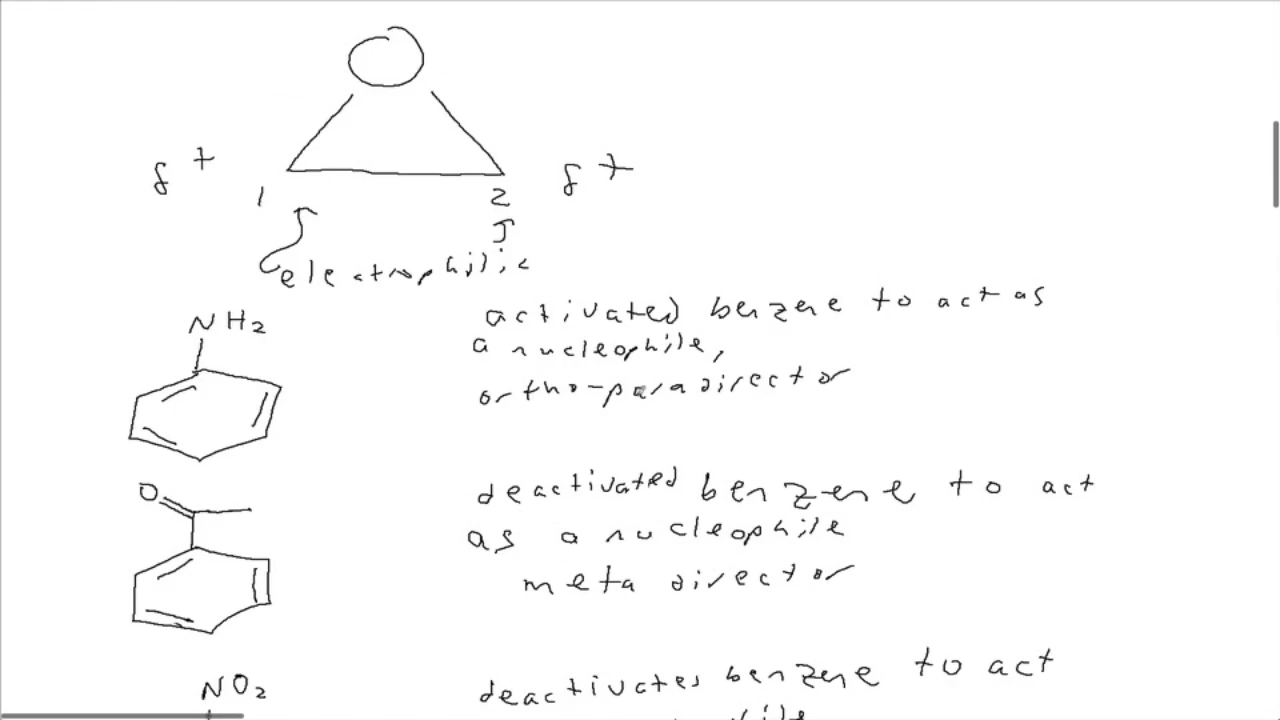 δ+
δ+
1
2
electrophilic
NH2
activated benzene to act as
a nucleophile,
ortho-para director
O
deactivated benzene to act
as a nucleophile
meta director
NO2
deactivates benzene to act